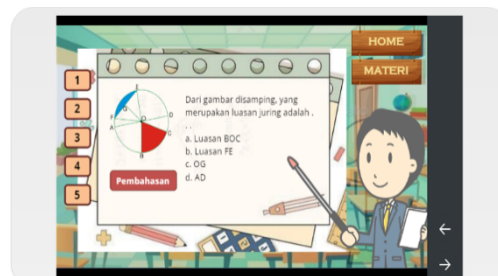 HOME
MATERI
1
2
3
4
5
Dari gambar disamping, yang
merupakan luasan juring adalah .
. .
a. Luasan BOC
b. Luasan FE
c. OG
d. AD
Pembahasan
E
F
G
O
D
A
C
B